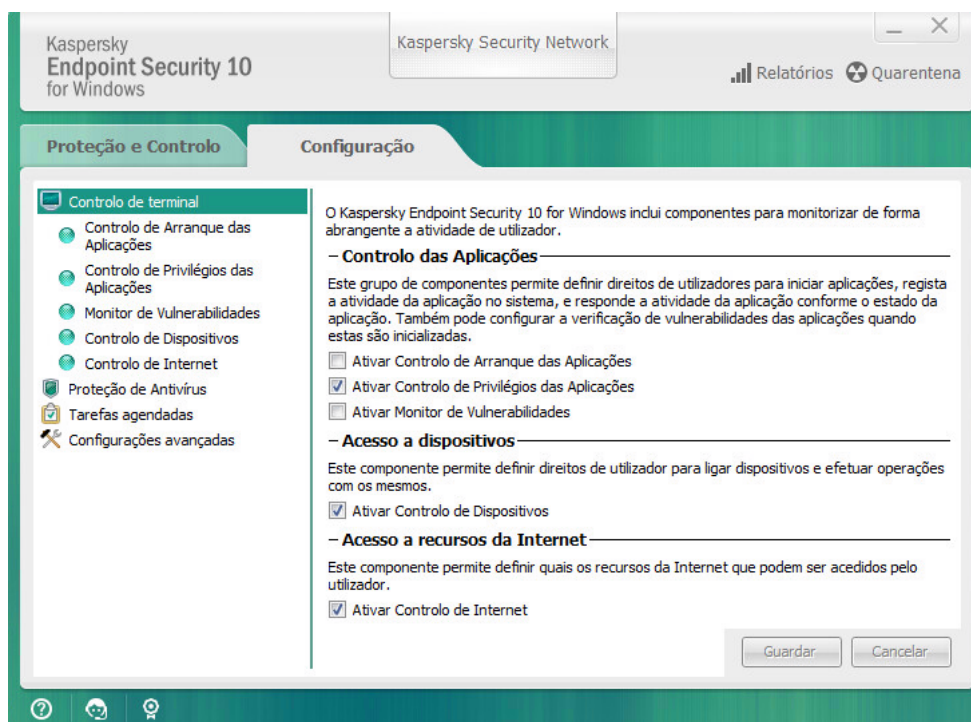 Kaspersky
Endpoint Security 10
for Windows
Kaspersky Security Network
Relatórios
Quarentena
Proteção e Controlo
Configuração
Controlo de terminal
Controlo de Arranque das
Aplicações
Controlo de Privilégios das
Aplicações
Monitor de Vulnerabilidades
Controlo de Dispositivos
Controlo de Internet
Proteção de Antivírus
Tarefas agendadas
Configurações avançadas
O Kaspersky Endpoint Security 10 for Windows inclui componentes para monitorizar de forma
abrangente a atividade de utilizador.
Controlo das Aplicações
Este grupo de componentes permite definir direitos de utilizadores para iniciar aplicações, regista
a atividade da aplicação no sistema, e responde a atividade da aplicação conforme o estado da
aplicação. Também pode configurar a verificação de vulnerabilidades das aplicações quando
estas são inicializadas.
Ativar Controlo de Arranque das Aplicações
Ativar Controlo de Privilégios das Aplicações
Ativar Monitor de Vulnerabilidades
Acesso a dispositivos
Este componente permite definir direitos de utilizador para ligar dispositivos e efetuar operações
com os mesmos.
Ativar Controlo de Dispositivos
Acesso a recursos da Internet
Este componente permite definir quais os recursos da Internet que podem ser acedidos pelo
utilizador.
Ativar Controlo de Internet
Guardar
Cancelar